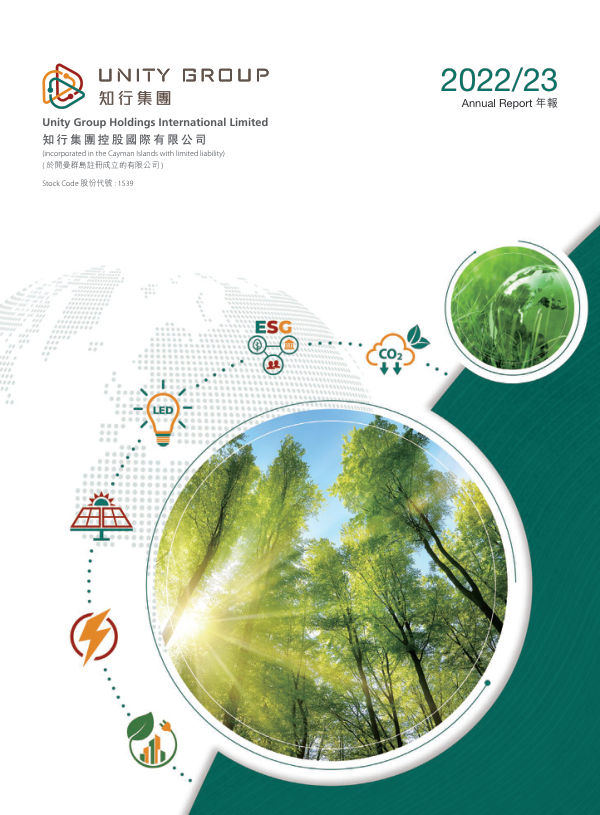 UNITY GROUP
知行集團
Unity Group Holdings International Limited
知行集團控股國際有限公司
(incorporated in the Cayman Islands with limited liability)
(於開曼群島註冊成立的有限公司)
Stock Code 股份代號 : 1539
2022/23
Annual Report 年報
ESG
CO2
LED